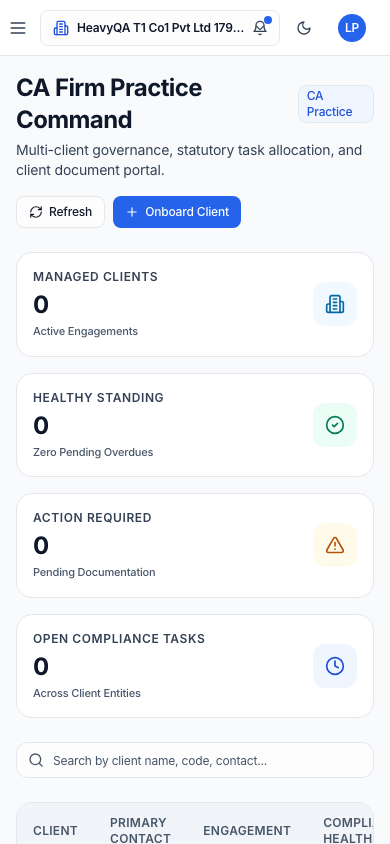 HeavyQA T1 Co1 Pvt Ltd 179...
LP
CA Firm Practice
Command
CA
Practice
Multi-client governance, statutory task allocation, and
client document portal.
Refresh
Onboard Client
MANAGED CLIENTS
0
Active Engagements
HEALTHY STANDING
0
Zero Pending Overdues
ACTION REQUIRED
0
Pending Documentation
OPEN COMPLIANCE TASKS
0
Across Client Entities
Search by client name, code, contact...
CLIENT
PRIMARY
CONTACT
ENGAGEMENT
HEALTH